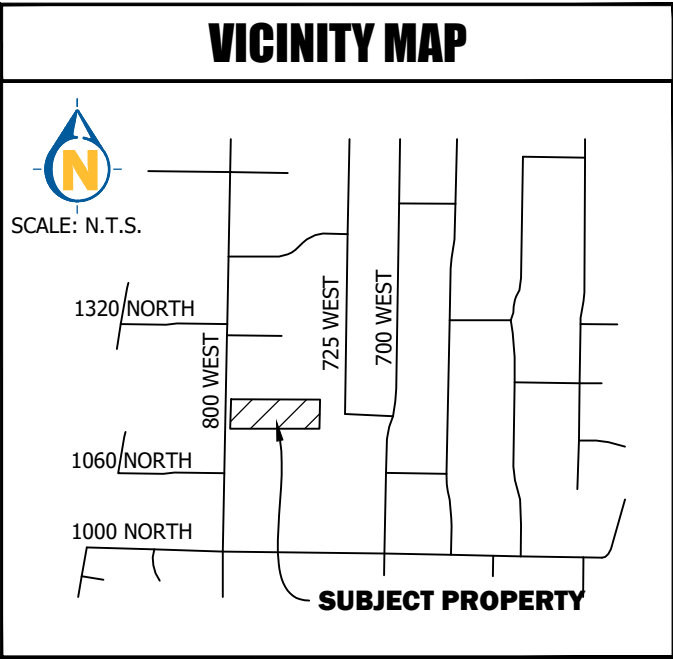 VICINITY MAP
N
SCALE: N.T.S.
1320 NORTH
800 WEST
725 WEST
700 WEST
1060 NORTH
1000 NORTH
SUBJECT PROPERTY